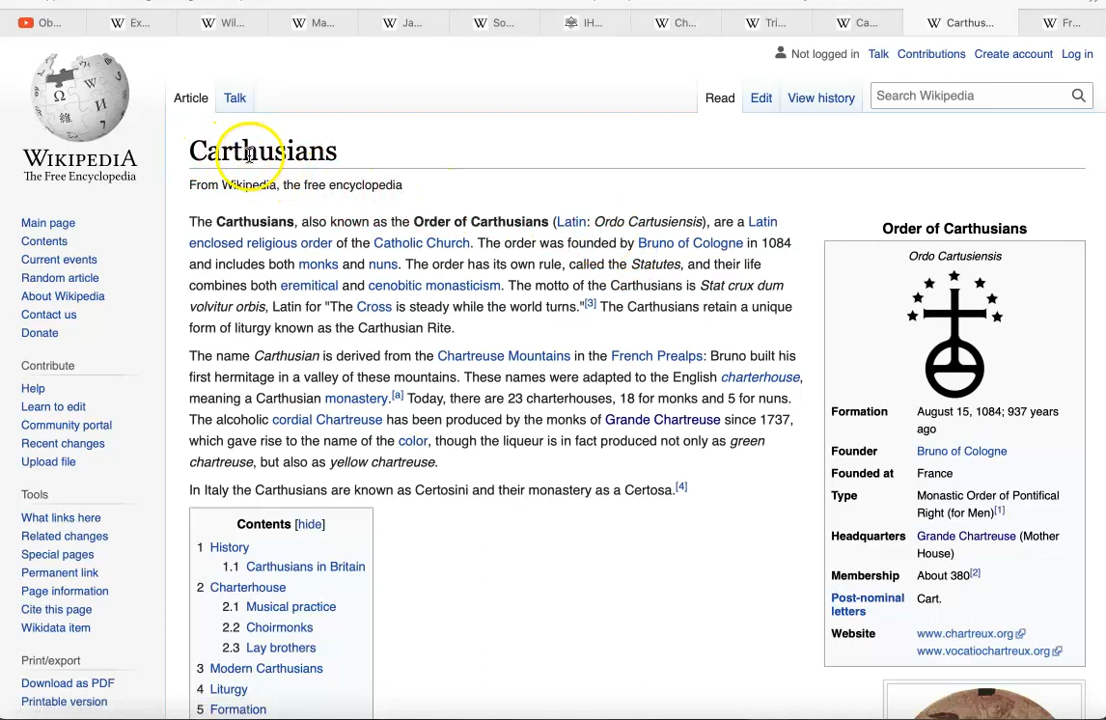 Ob...
Ex...
Wil...
Ma...
Ja...
So...
IH...
Ch...
Tri...
Ca...
Carthus...
Fr...
Not logged in Talk Contributions Create account Log in
Article Talk
Read Edit View history
Search Wikipedia
WIKIPEDIA
The Free Encyclopedia
Main page
Contents
Current events
Random article
About Wikipedia
Contact us
Donate
Contribute
Help
Learn to edit
Community portal
Recent changes
Upload file
Tools
What links here
Related changes
Special pages
Permanent link
Page information
Cite this page
Wikidata item
Print/export
Download as PDF
Printable version
Carthusians
From Wikipedia, the free encyclopedia
The Carthusians, also known as the Order of Carthusians (Latin: Ordo Cartusiensis), are a Latin
enclosed religious order of the Catholic Church. The order was founded by Bruno of Cologne in 1084
and includes both monks and nuns. The order has its own rule, called the Statutes, and their life
combines both eremitical and cenobitic monasticism. The motto of the Carthusians is Stat crux dum
volvitur orbis, Latin for "The Cross is steady while the world turns."[3] The Carthusians retain a unique
form of liturgy known as the Carthusian Rite.
The name Carthusian is derived from the Chartreuse Mountains in the French Prealps: Bruno built his
first hermitage in a valley of these mountains. These names were adapted to the English charterhouse,
meaning a Carthusian monastery.[a] Today, there are 23 charterhouses, 18 for monks and 5 for nuns.
The alcoholic cordial Chartreuse has been produced by the monks of Grande Chartreuse since 1737,
which gave rise to the name of the color, though the liqueur is in fact produced not only as green
chartreuse, but also as yellow chartreuse.
In Italy the Carthusians are known as Certosini and their monastery as a Certosa.[4]
Contents [hide]
1 History
1.1 Carthusians in Britain
2 Charterhouse
2.1 Musical practice
2.2 Choirmonks
2.3 Lay brothers
3 Modern Carthusians
4 Liturgy
5 Formation
Order of Carthusians
Ordo Cartusiensis
Formation August 15, 1084; 937 years
ago
Founder Bruno of Cologne
Founded at France
Type Monastic Order of Pontifical
Right (for Men)[1]
Headquarters Grande Chartreuse (Mother
House)
Membership About 380[2]
Post-nominal Cart.
letters
Website www.chartreux.org
www.vocatiochartreux.org